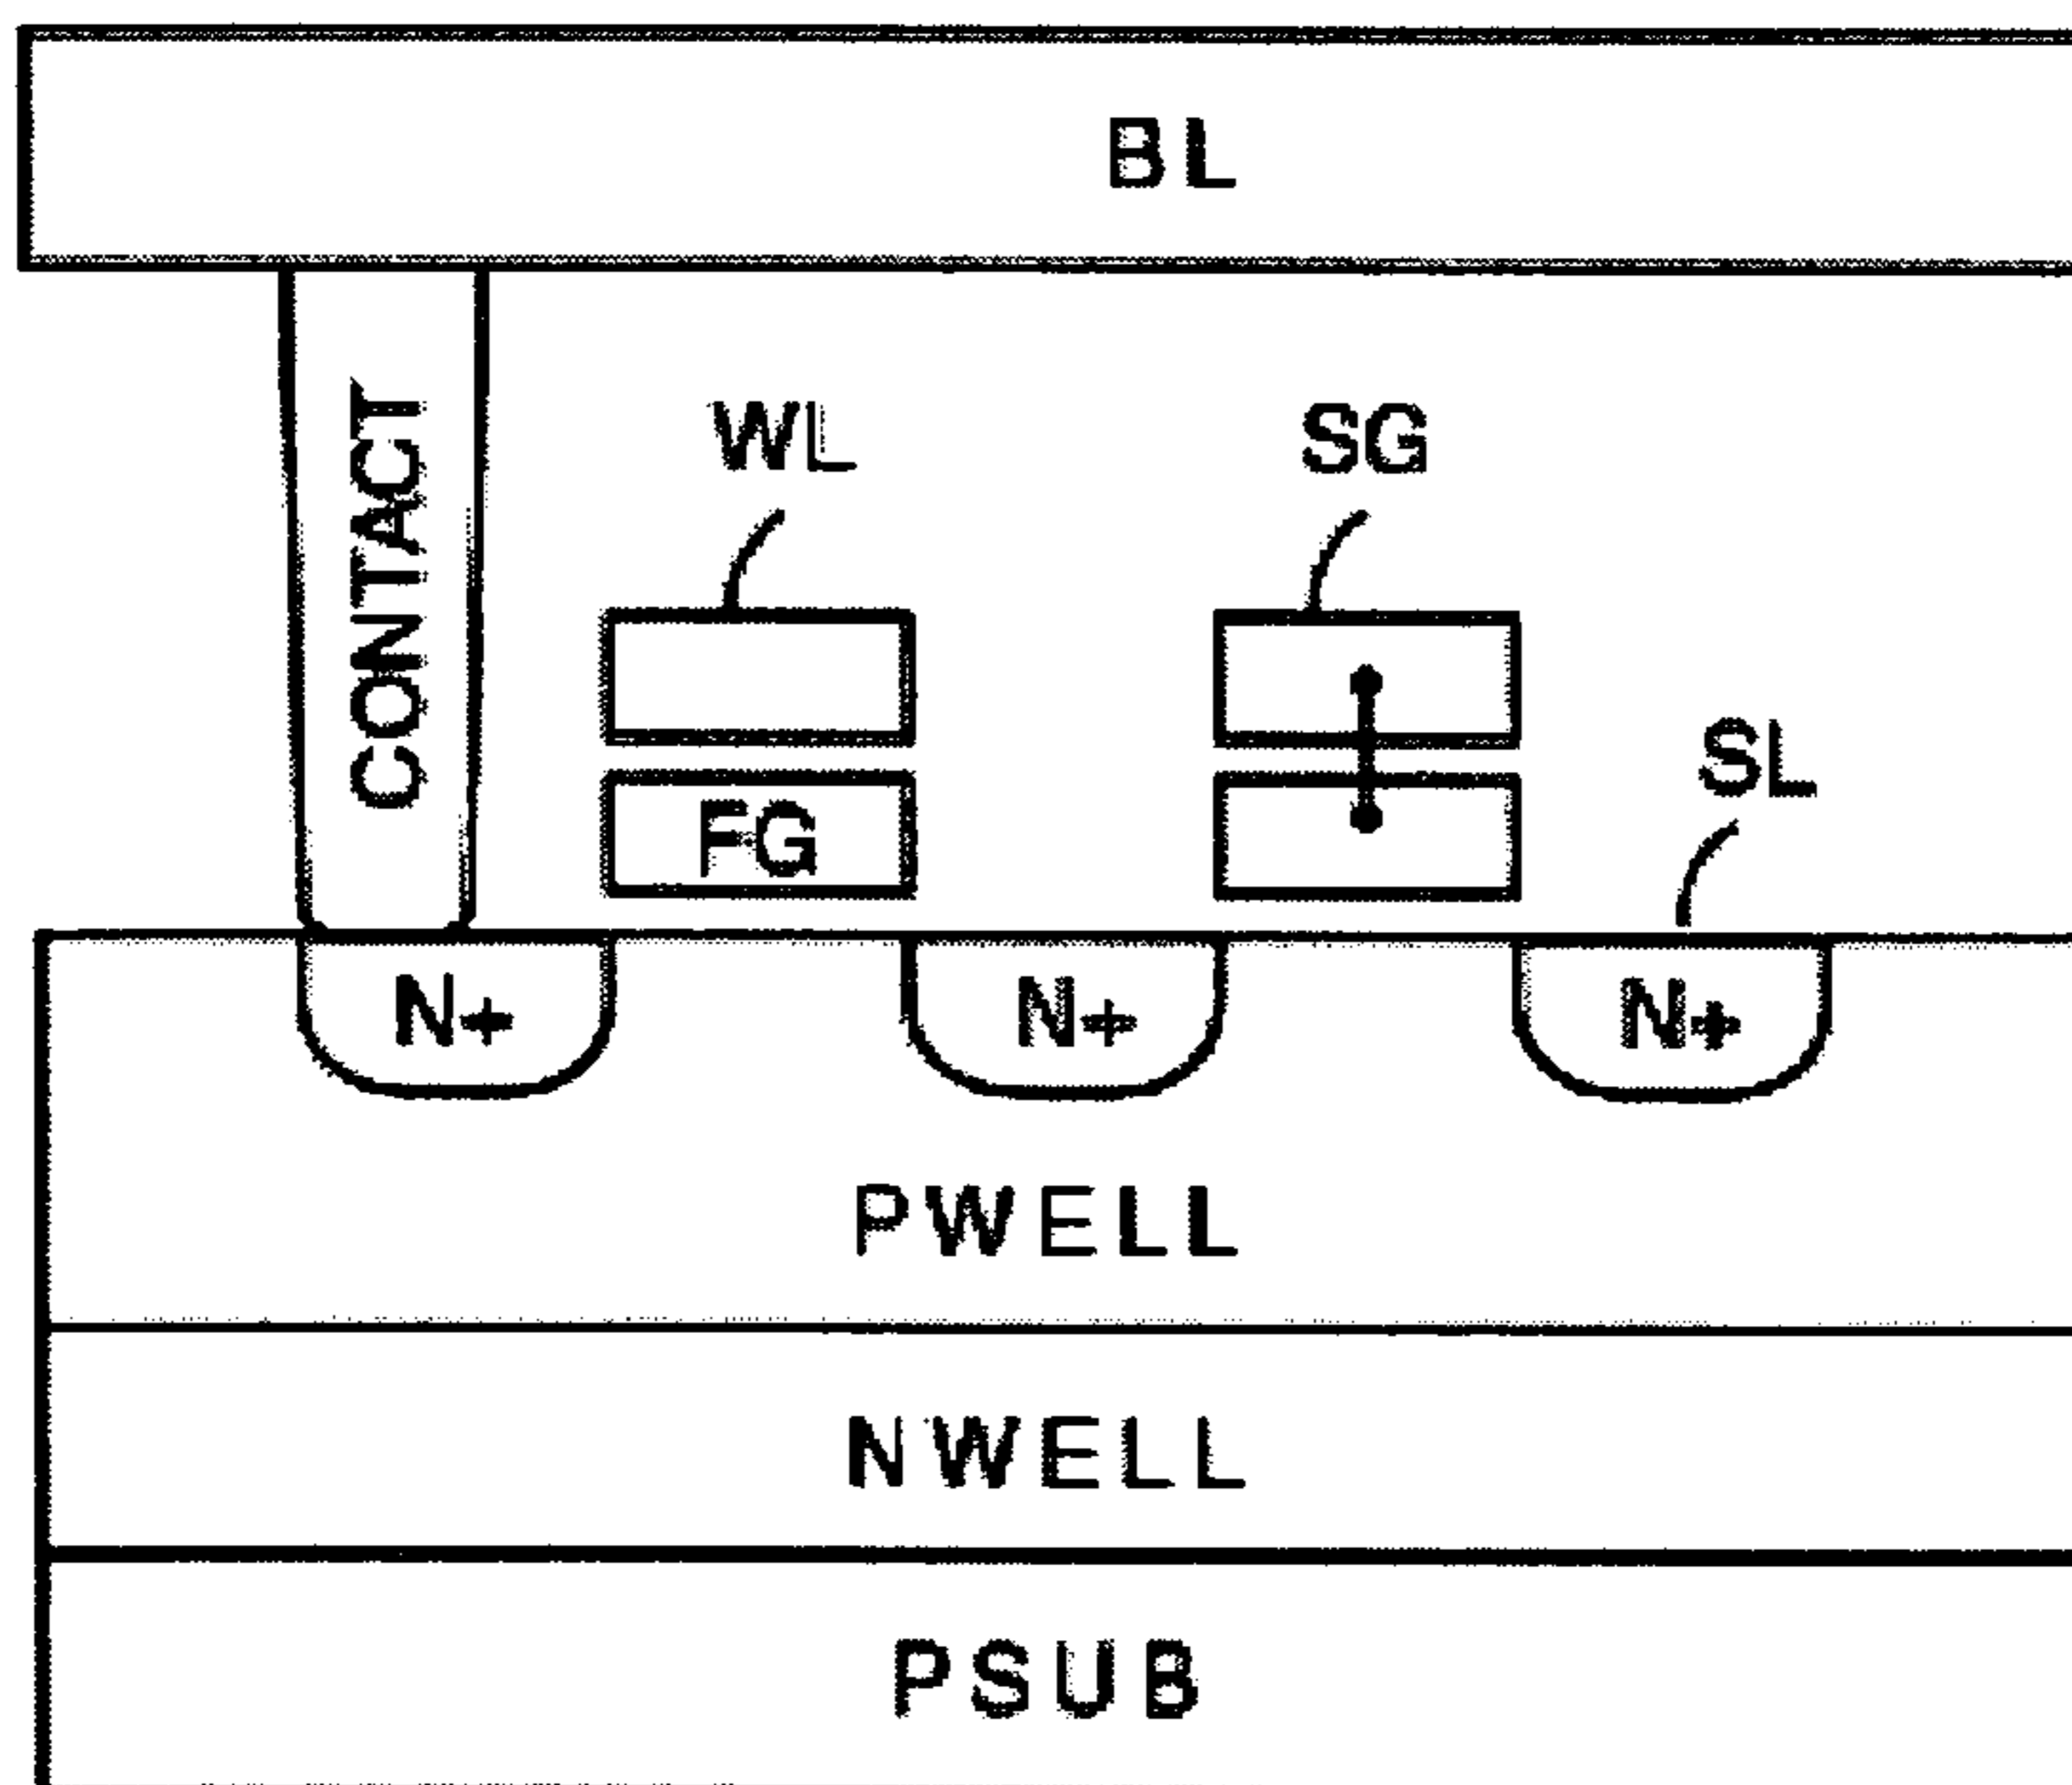 BL
CONTACT
WL
SG
SL
FG
N+
N+
N+
PWELL
NWELL
PSUB